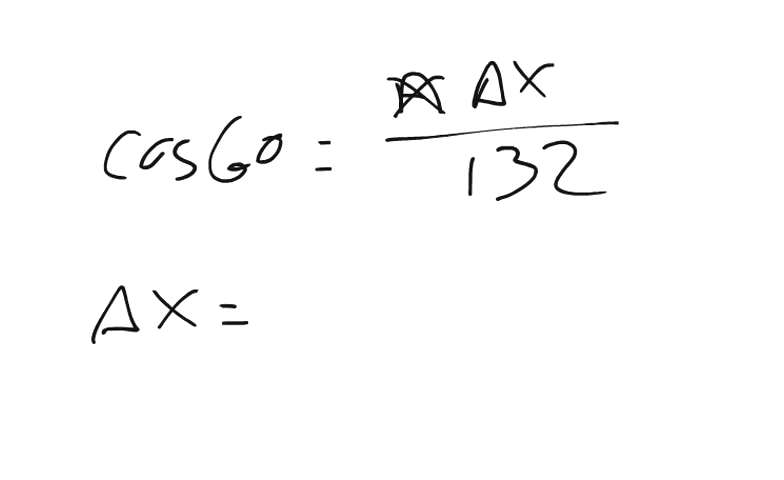 cos60 = ΔX / 132
ΔX =